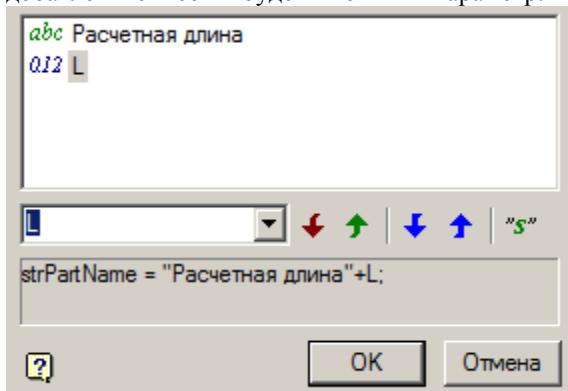 abc Расчетная длина
0.12 L
L "S"
strPartName = "Расчетная длина"+L;
? OK Отмена